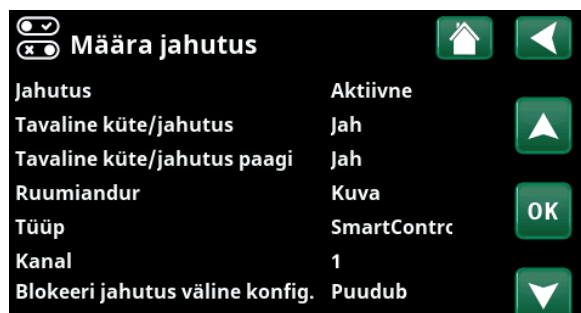 Määra jahutus
Jahutus Aktiivne
Tavaline küte/jahutus Jah
Tavaline küte/jahutus paagi Jah
Ruumiandur Kuva
Tüüp SmartContrc
Kanal 1
Blokeeri jahutus väline konfig. Puudub
OK